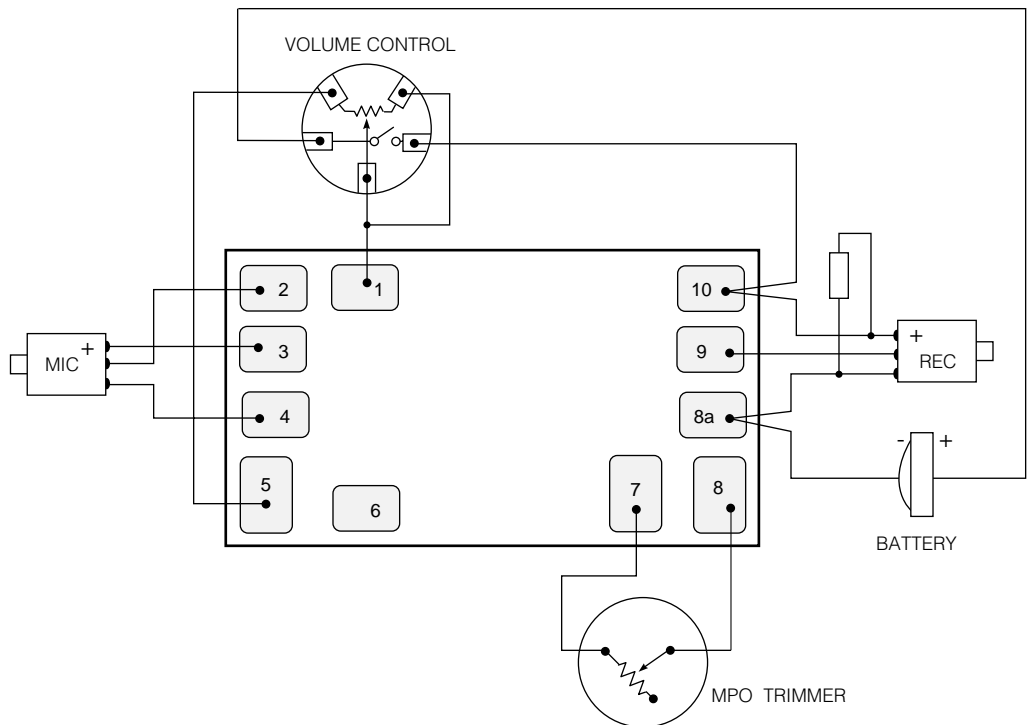 VOLUME CONTROL
2
1
10
MIC +
3
9
+
REC
4
8a
- +
5
6
7
8
BATTERY
MPO TRIMMER